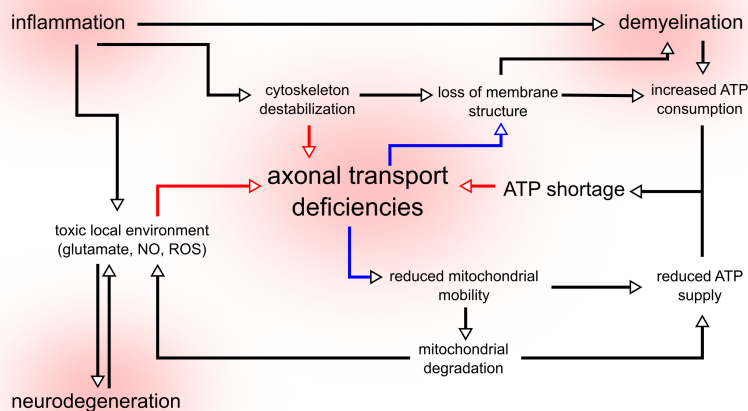 inflammation
demyelination
cytoskeleton
destabilization
loss of membrane
structure
increased ATP
consumption
axonal transport
deficiencies
ATP shortage
toxic local environment
(glutamate, NO, ROS)
reduced mitochondrial
mobility
reduced ATP
supply
mitochondrial
degradation
neurodegeneration